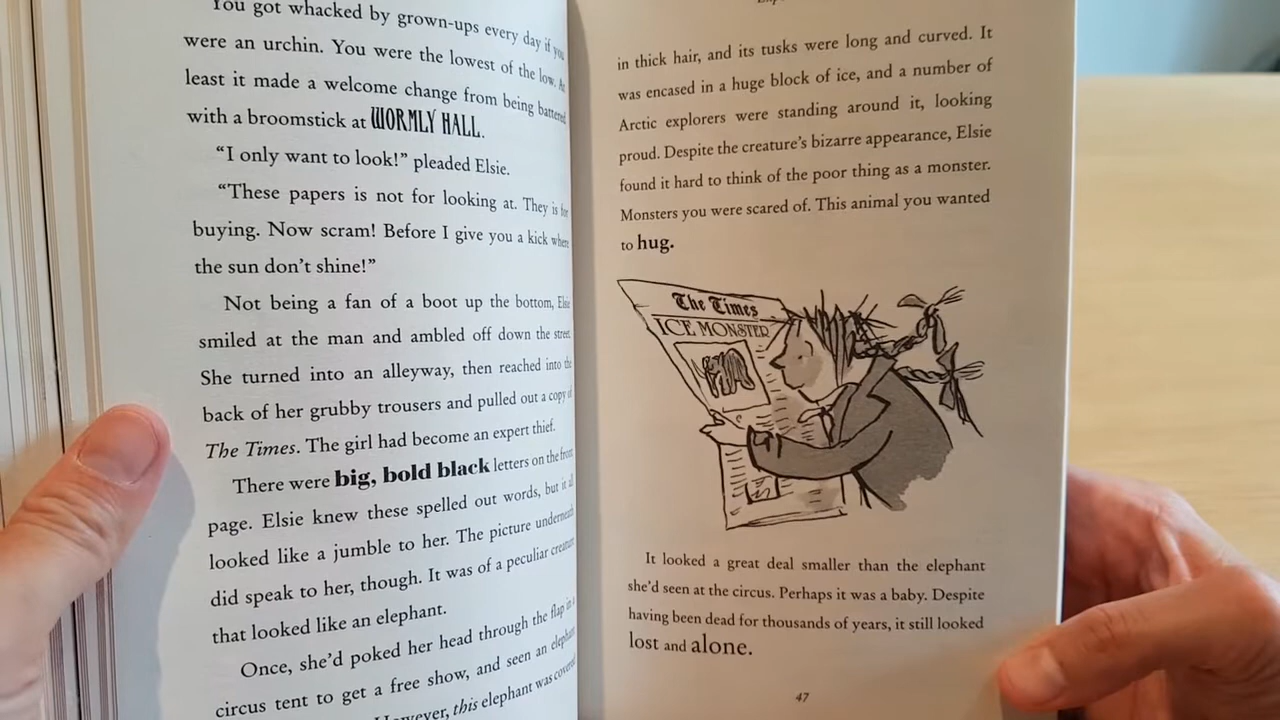 You got whacked by grown-ups every day if you
were an urchin. You were the lowest of the low. At
least it made a welcome change from being battered
with a broomstick at WORMLY HALL.
“I only want to look!” pleaded Elsie.
“These papers is not for looking at. They is for
buying. Now scram! Before I give you a kick where
the sun don’t shine!”
Not being a fan of a boot up the bottom, Elsie
smiled at the man and ambled off down the street.
She turned into an alleyway, then reached into the
back of her grubby trousers and pulled out a copy of
The Times. The girl had become an expert thief.
There were big, bold black letters on the front
page. Elsie knew these spelled out words, but it all
looked like a jumble to her. The picture underneath
did speak to her, though. It was of a peculiar creature
that looked like an elephant.
Once, she’d poked her head through the flap in a
circus tent to get a free show, and seen an elephant
However, this elephant was covered
in thick hair, and its tusks were long and curved. It
was encased in a huge block of ice, and a number of
Arctic explorers were standing around it, looking
proud. Despite the creature’s bizarre appearance, Elsie
found it hard to think of the poor thing as a monster.
Monsters you were scared of. This animal you wanted
to hug.
The Times
ICE MONSTER
It looked a great deal smaller than the elephant
she’d seen at the circus. Perhaps it was a baby. Despite
having been dead for thousands of years, it still looked
lost and alone.
47